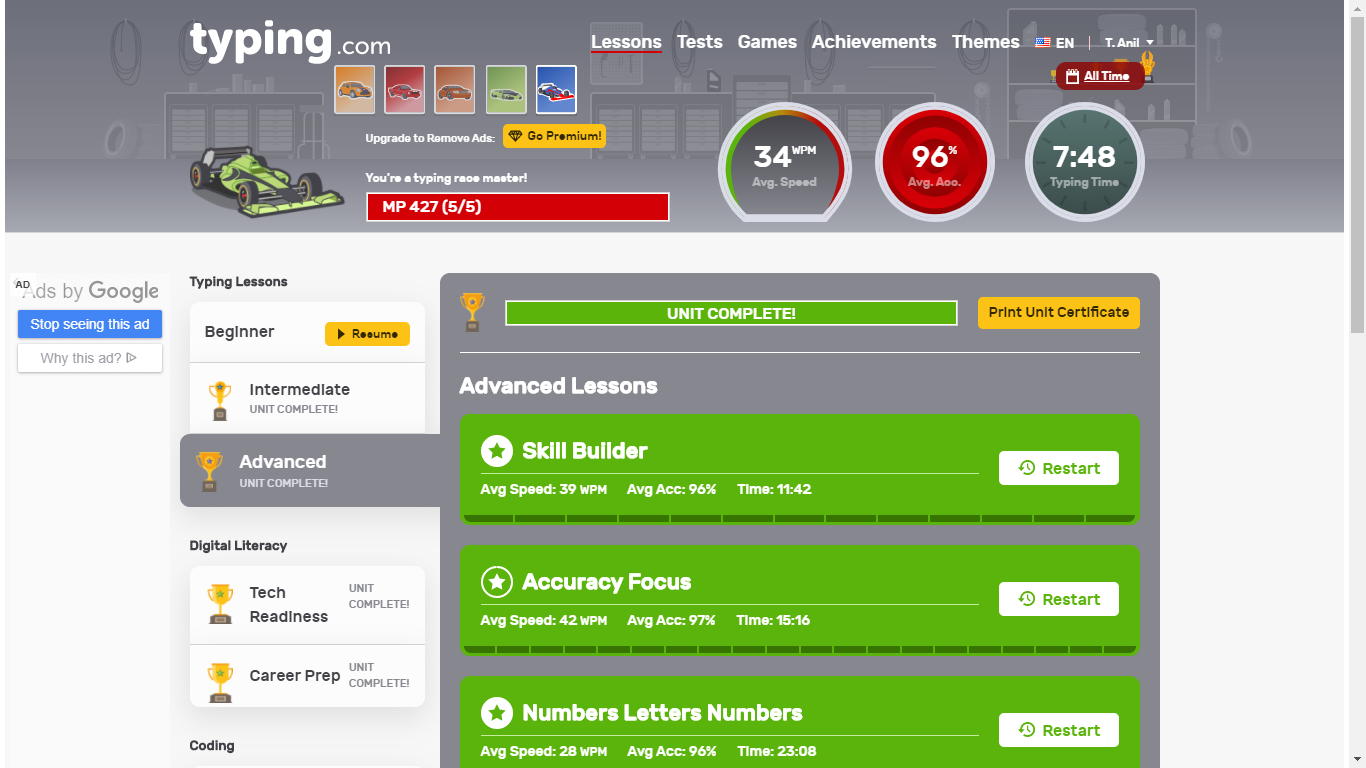 typing.com
Lessons Tests Games Achievements Themes EN T. Anil
All Time
Upgrade to Remove Ads: Go Premium!
You're a typing race master!
MP 427 (5/5)
34 WPM
Avg. Speed
96%
Avg. Acc.
7:48
Typing Time
AD
Ads by Google
Stop seeing this ad
Why this ad?
Typing Lessons
Beginner Resume
Intermediate
UNIT COMPLETE!
Advanced
UNIT COMPLETE!
Digital Literacy
Tech Readiness
UNIT COMPLETE!
Career Prep
UNIT COMPLETE!
Coding
UNIT COMPLETE! Print Unit Certificate
Advanced Lessons
Skill Builder
Avg Speed: 39 WPM Avg Acc: 96% Time: 11:42
Restart
Accuracy Focus
Avg Speed: 42 WPM Avg Acc: 97% Time: 15:16
Restart
Numbers Letters Numbers
Avg Speed: 28 WPM Avg Acc: 96% Time: 23:08
Restart